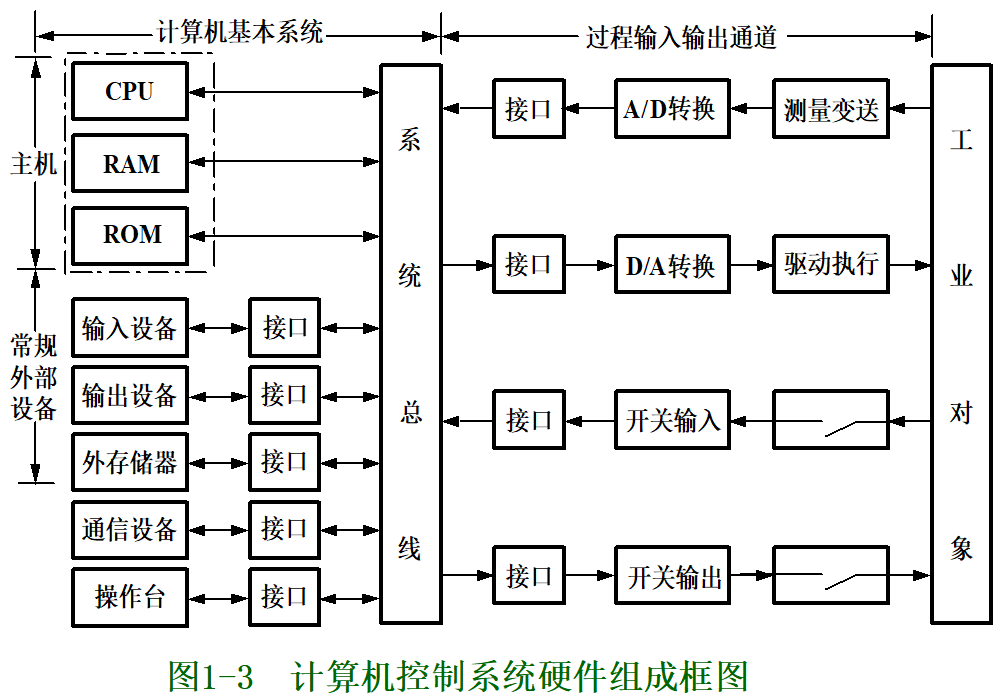 计算机基本系统
过程输入输出通道
主机
CPU
RAM
ROM
常规
外部
设备
输入设备
接口
输出设备
接口
外存储器
接口
通信设备
接口
操作台
接口
系
统
总
线
接口
A/D转换
测量变送
接口
D/A转换
驱动执行
接口
开关输入
接口
开关输出
工
业
对
象
图1-3 计算机控制系统硬件组成框图